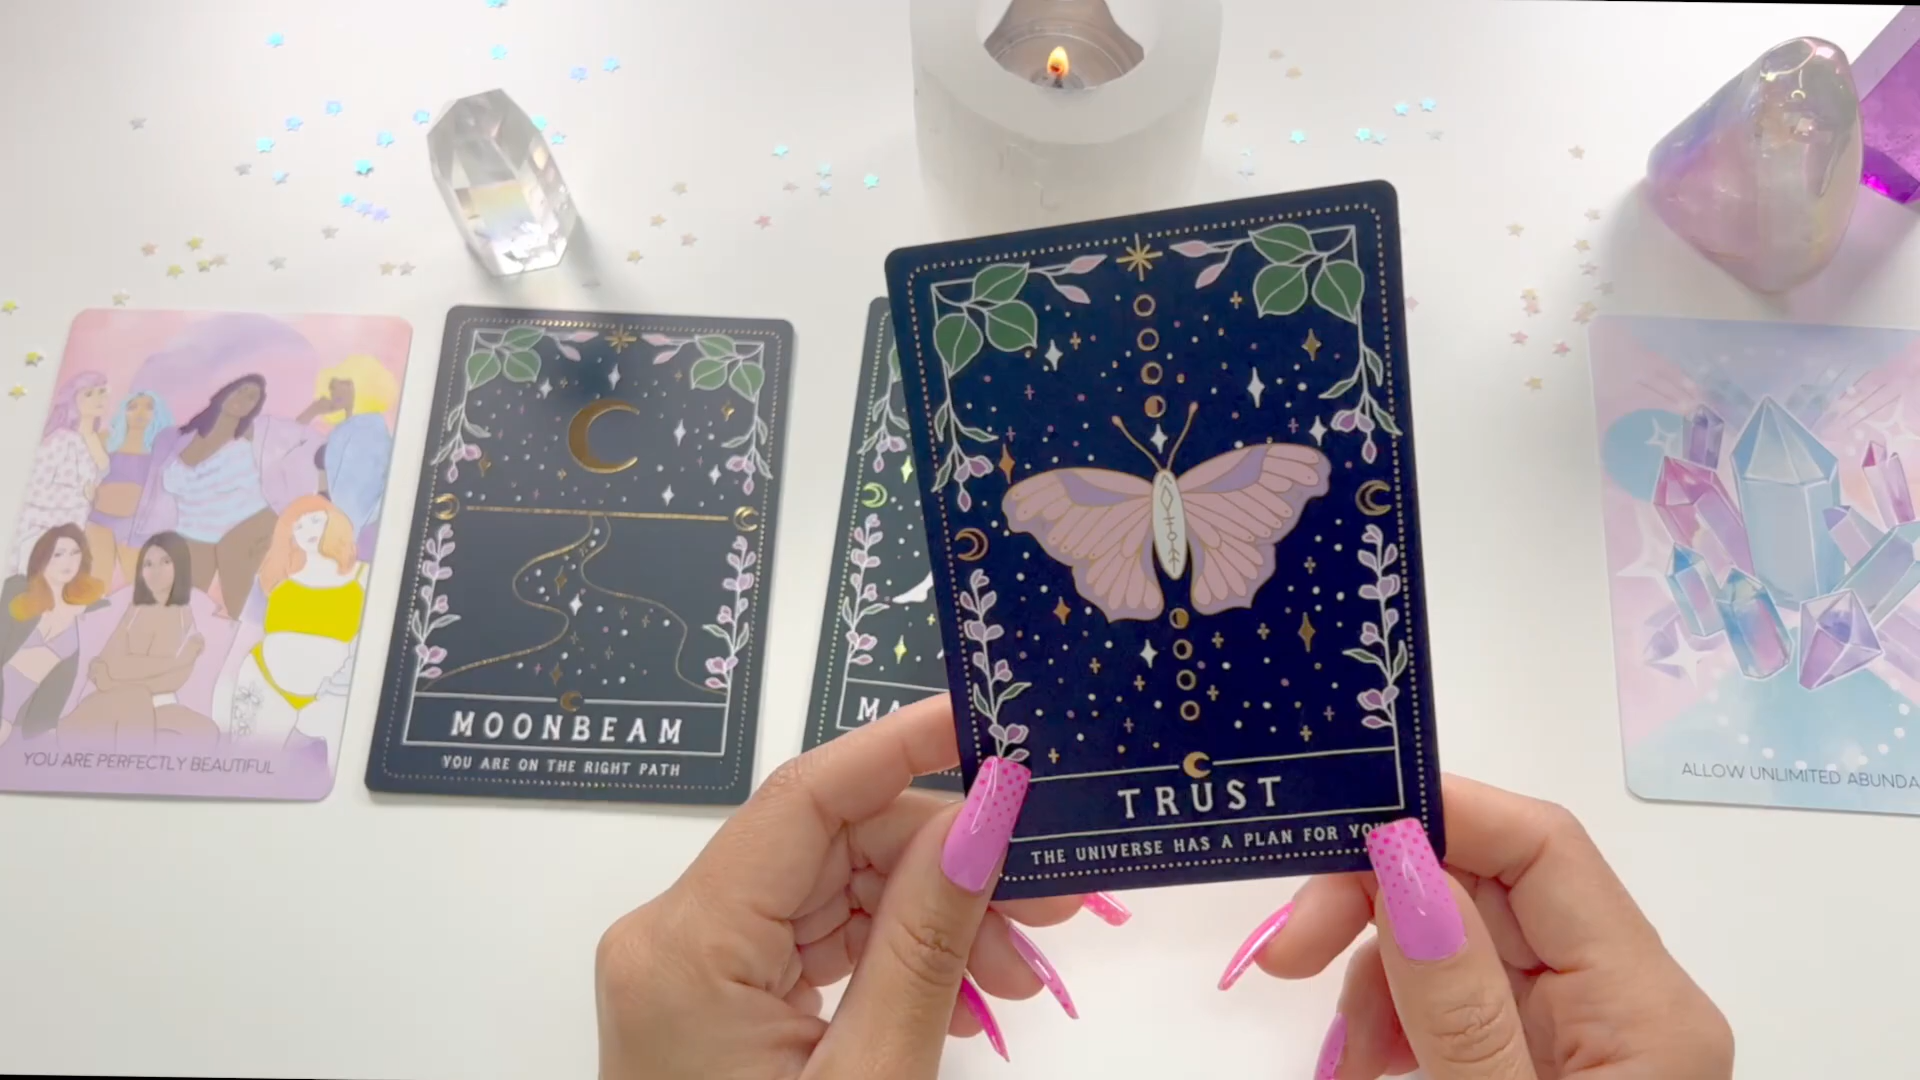 YOU ARE PERFECTLY BEAUTIFUL
MOONBEAM
YOU ARE ON THE RIGHT PATH
TRUST
THE UNIVERSE HAS A PLAN FOR YOU
ALLOW UNLIMITED